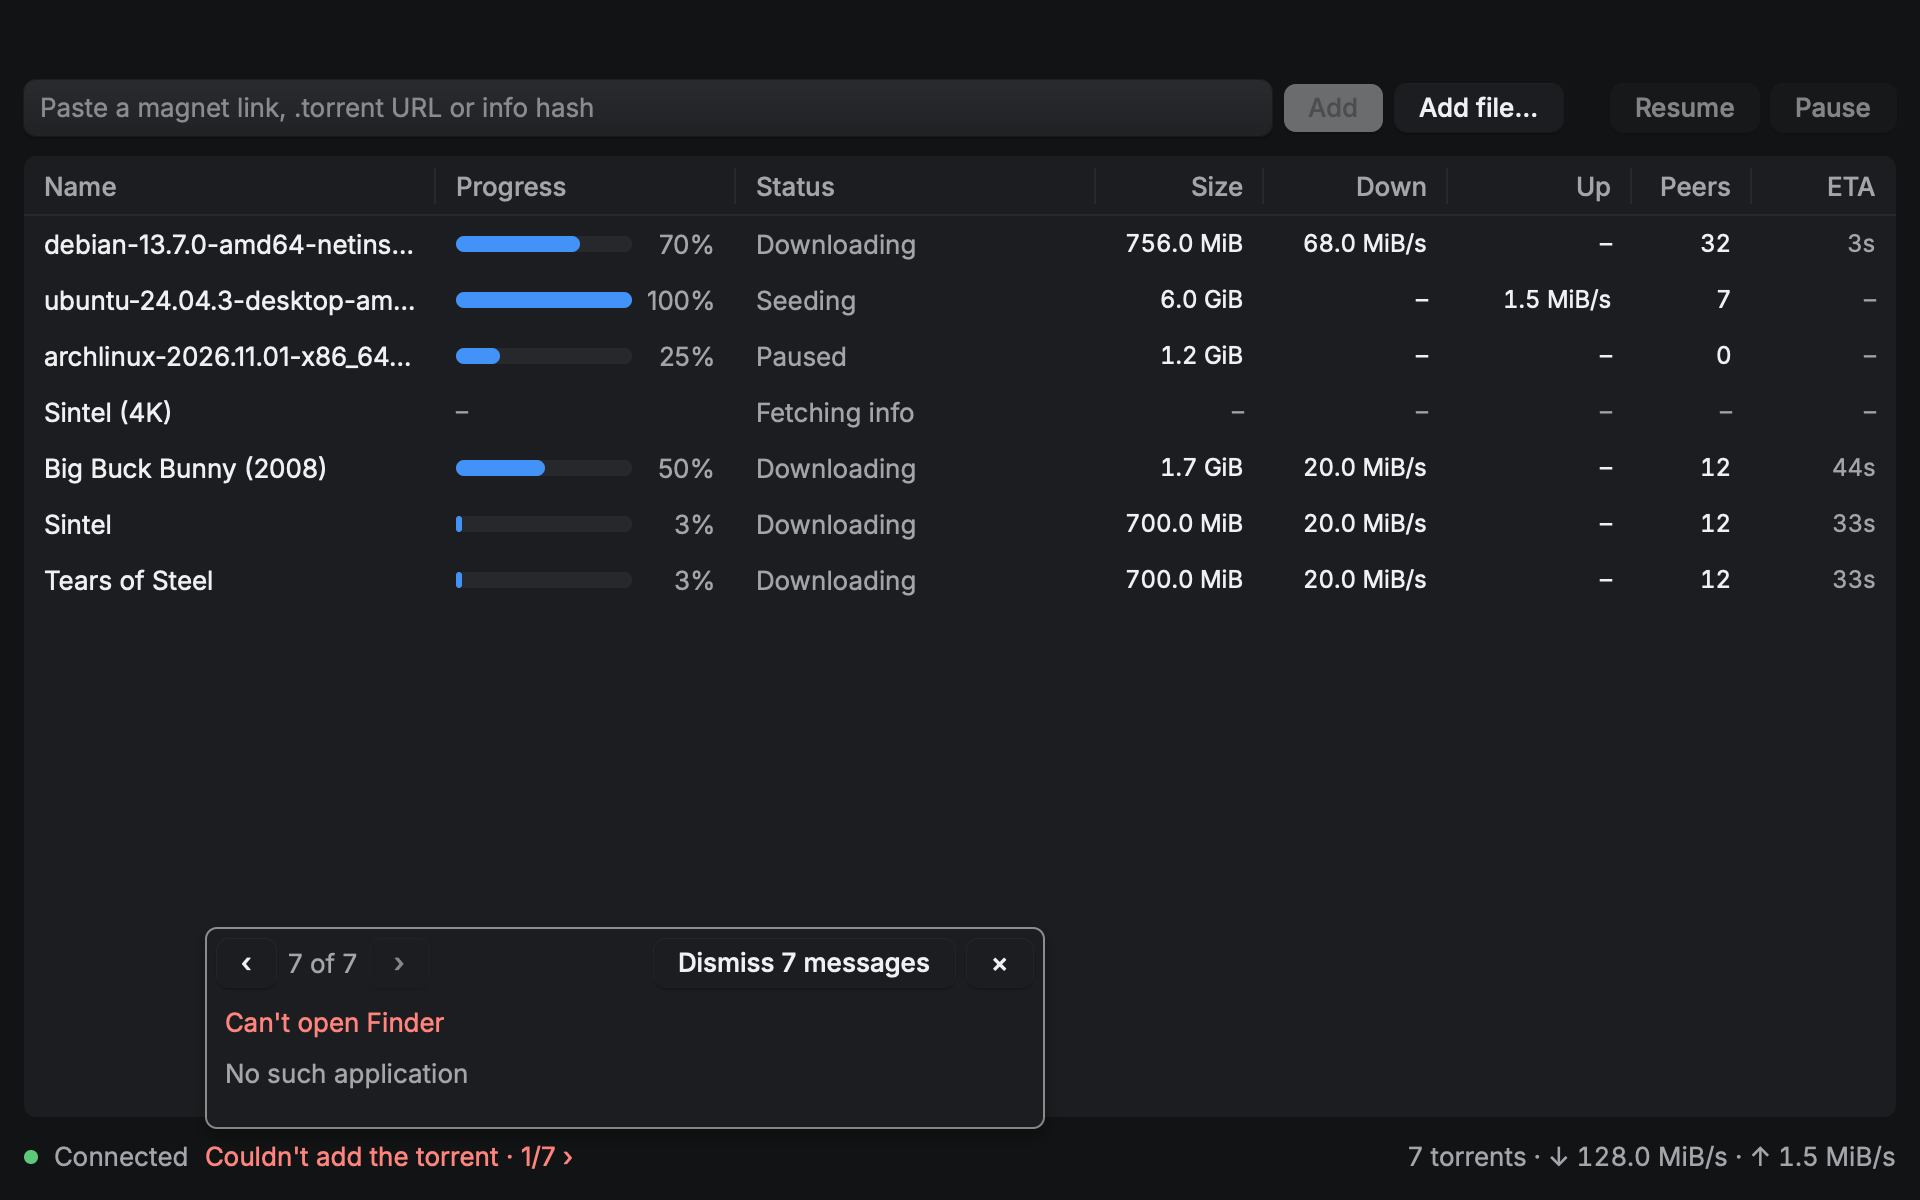 Paste a magnet link, .torrent URL or info hash Add Add file... Resume Pause
Name Progress Status Size Down Up Peers ETA
debian-13.7.0-amd64-netins... 70% Downloading 756.0 MiB 68.0 MiB/s – 32 3s
ubuntu-24.04.3-desktop-am... 100% Seeding 6.0 GiB – 1.5 MiB/s 7 –
archlinux-2026.11.01-x86_64... 25% Paused 1.2 GiB – – 0 –
Sintel (4K) – Fetching info – – – – –
Big Buck Bunny (2008) 50% Downloading 1.7 GiB 20.0 MiB/s – 12 44s
Sintel 3% Downloading 700.0 MiB 20.0 MiB/s – 12 33s
Tears of Steel 3% Downloading 700.0 MiB 20.0 MiB/s – 12 33s
‹ 7 of 7 › Dismiss 7 messages ×
Can't open Finder
No such application
Connected Couldn't add the torrent · 1/7 › 7 torrents · ↓ 128.0 MiB/s · ↑ 1.5 MiB/s